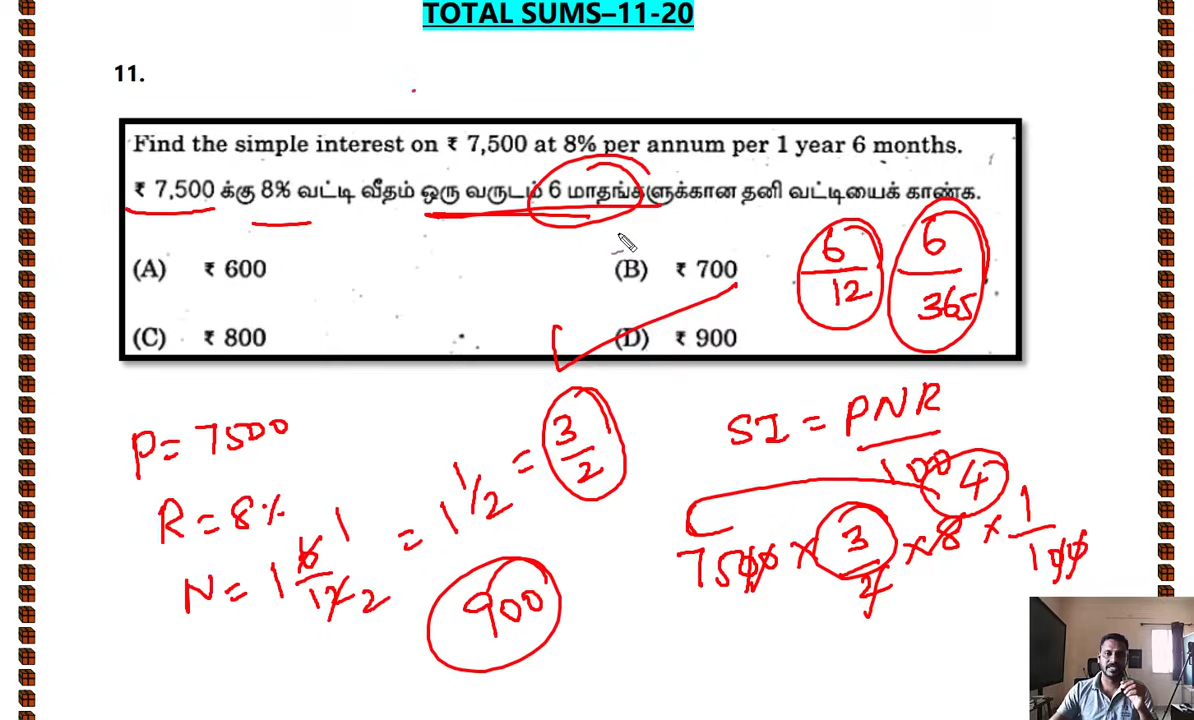 TOTAL SUMS–11-20
11.
Find the simple interest on ₹ 7,500 at 8% per annum per 1 year 6 months.
₹ 7,500 க்கு 8% வட்டி வீதம் ஒரு வருடம் 6 மாதங்களுக்கான தனி வட்டியைக் காண்க.
6/12 6/365
(A) ₹ 600 (B) ₹ 700
(C) ₹ 800 (D) ₹ 900
P = 7500
R = 8%
N = 1 6/12 1 2 = 1 1/2 = 3/2
900
SI = PNR/100
4
7500 × 3/2 × 8 × 1/100